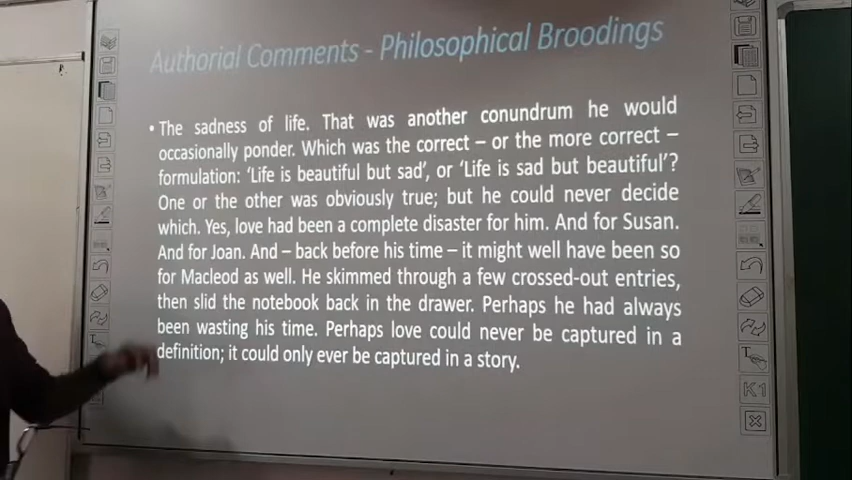 Authorial Comments - Philosophical Broodings
• The sadness of life. That was another conundrum he would
occasionally ponder. Which was the correct – or the more correct –
formulation: ‘Life is beautiful but sad’, or ‘Life is sad but beautiful’?
One or the other was obviously true; but he could never decide
which. Yes, love had been a complete disaster for him. And for Susan.
And for Joan. And – back before his time – it might well have been so
for Macleod as well. He skimmed through a few crossed-out entries,
then slid the notebook back in the drawer. Perhaps he had always
been wasting his time. Perhaps love could never be captured in a
definition; it could only ever be captured in a story.
K1